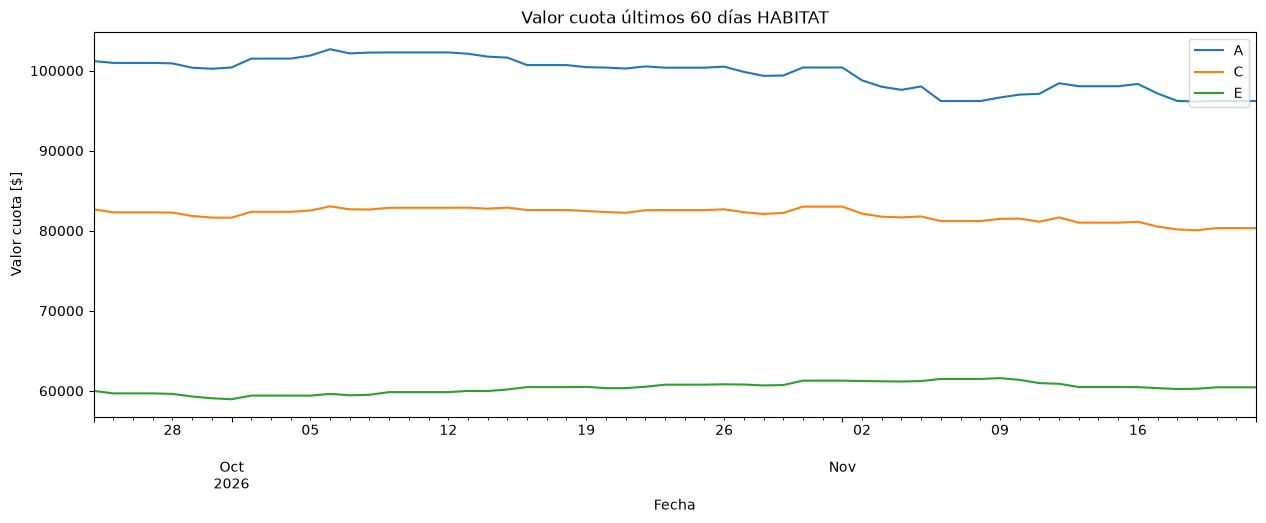 Valor cuota últimos 60 días HABITAT
A
C
E
Valor cuota [$]
100000
90000
80000
70000
60000
28 05 12 19 26 02 09 16
Oct Nov
2026
Fecha